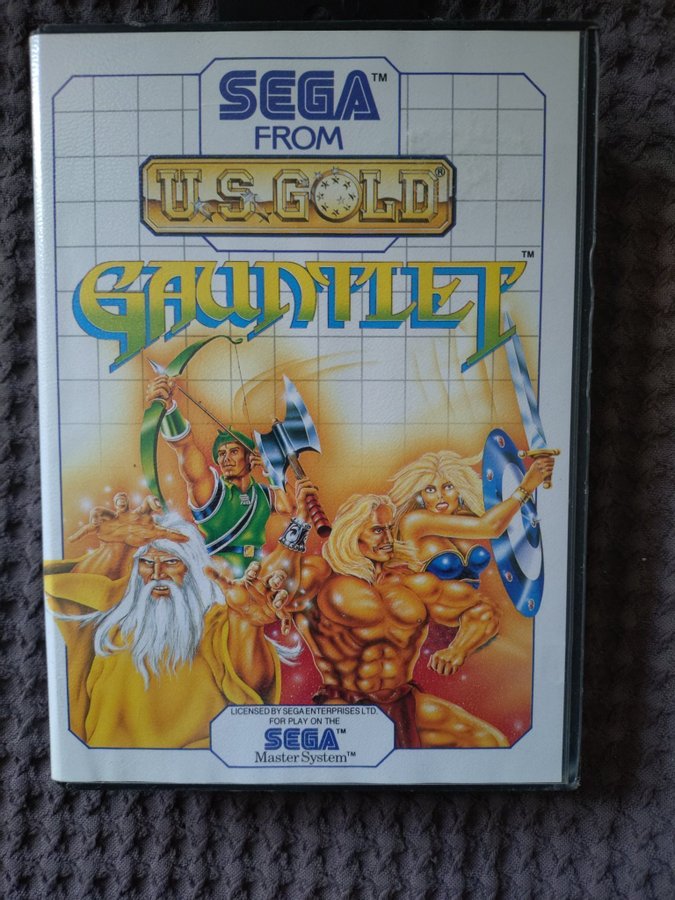 SEGA™
FROM
U.S.GOLD®
GAUNTLET™
LICENSED BY SEGA ENTERPRISES LTD.
FOR PLAY ON THE
SEGA™
Master System™